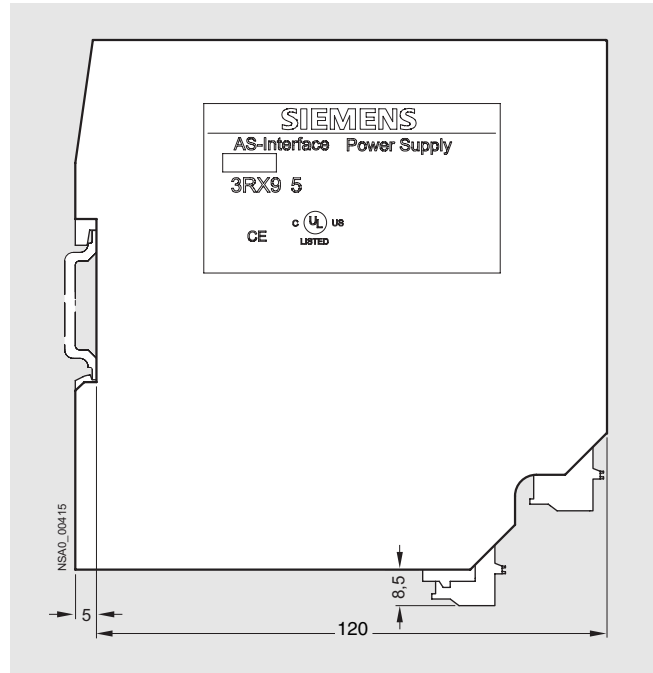 SIEMENS
AS-Interface Power Supply
3RX9 5
CE
C UL US
LISTED
NSA0_00415
8,5
5
120